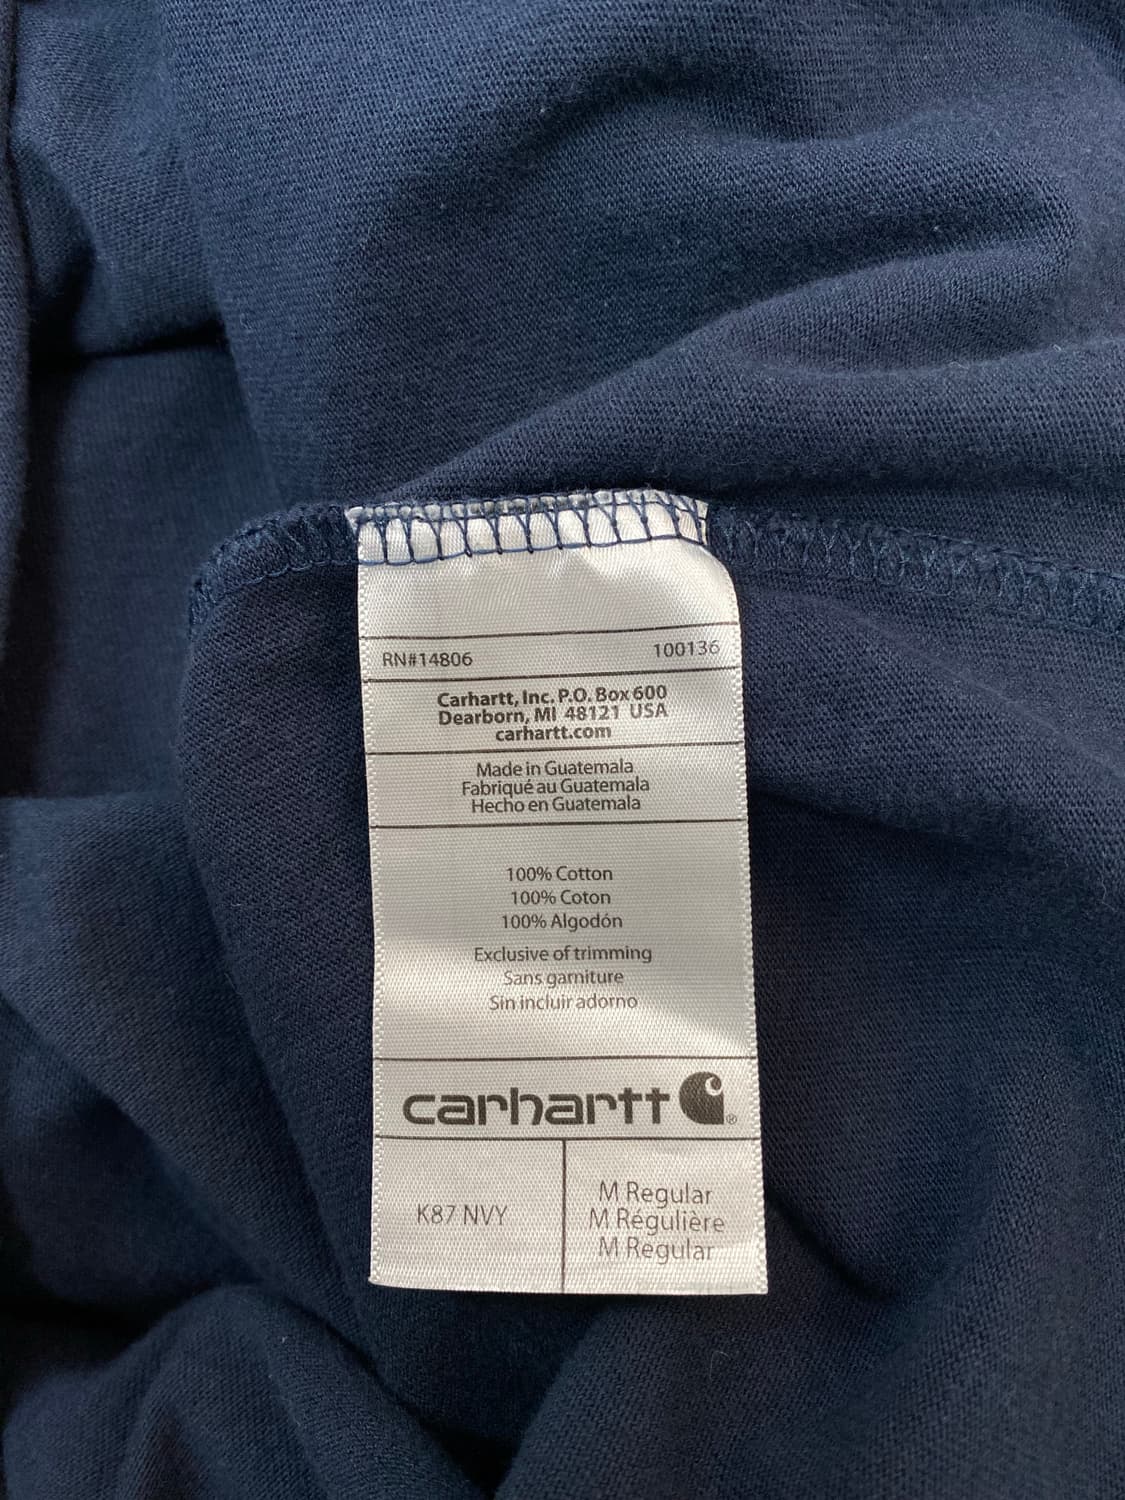 RN#14806 100136
Carhartt, Inc. P.O. Box 600
Dearborn, MI 48121 USA
carhartt.com
Made in Guatemala
Fabriqué au Guatemala
Hecho en Guatemala
100% Cotton
100% Coton
100% Algodón
Exclusive of trimming
Sans garniture
Sin incluir adorno
carhartt ®
K87 NVY
M Regular
M Régulière
M Regular